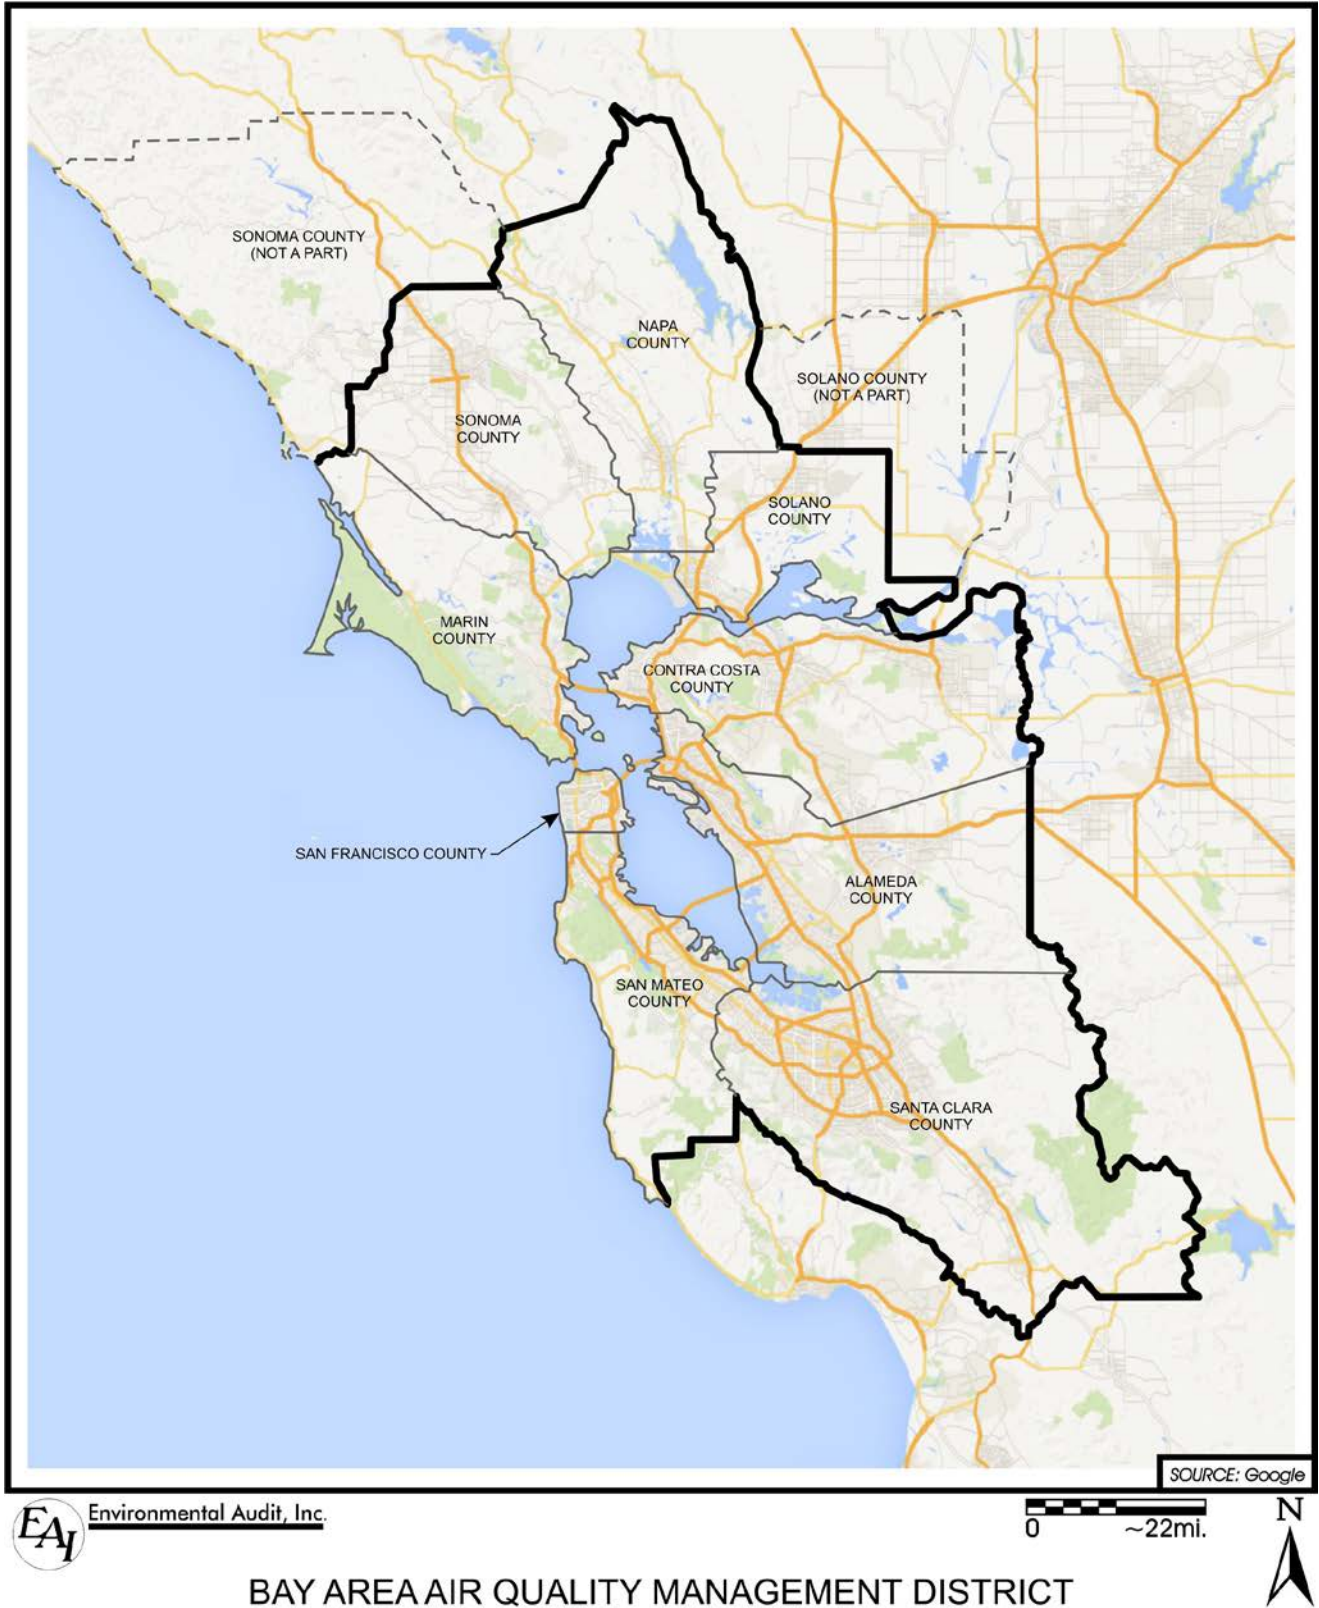 SONOMA COUNTY
(NOT A PART)
NAPA
COUNTY
SOLANO COUNTY
(NOT A PART)
SONOMA
COUNTY
SOLANO
COUNTY
MARIN
COUNTY
CONTRA COSTA
COUNTY
SAN FRANCISCO COUNTY
ALAMEDA
COUNTY
SAN MATEO
COUNTY
SANTA CLARA
COUNTY
SOURCE: Google
EAI
Environmental Audit, Inc.
0 ~22mi.
N
BAY AREA AIR QUALITY MANAGEMENT DISTRICT